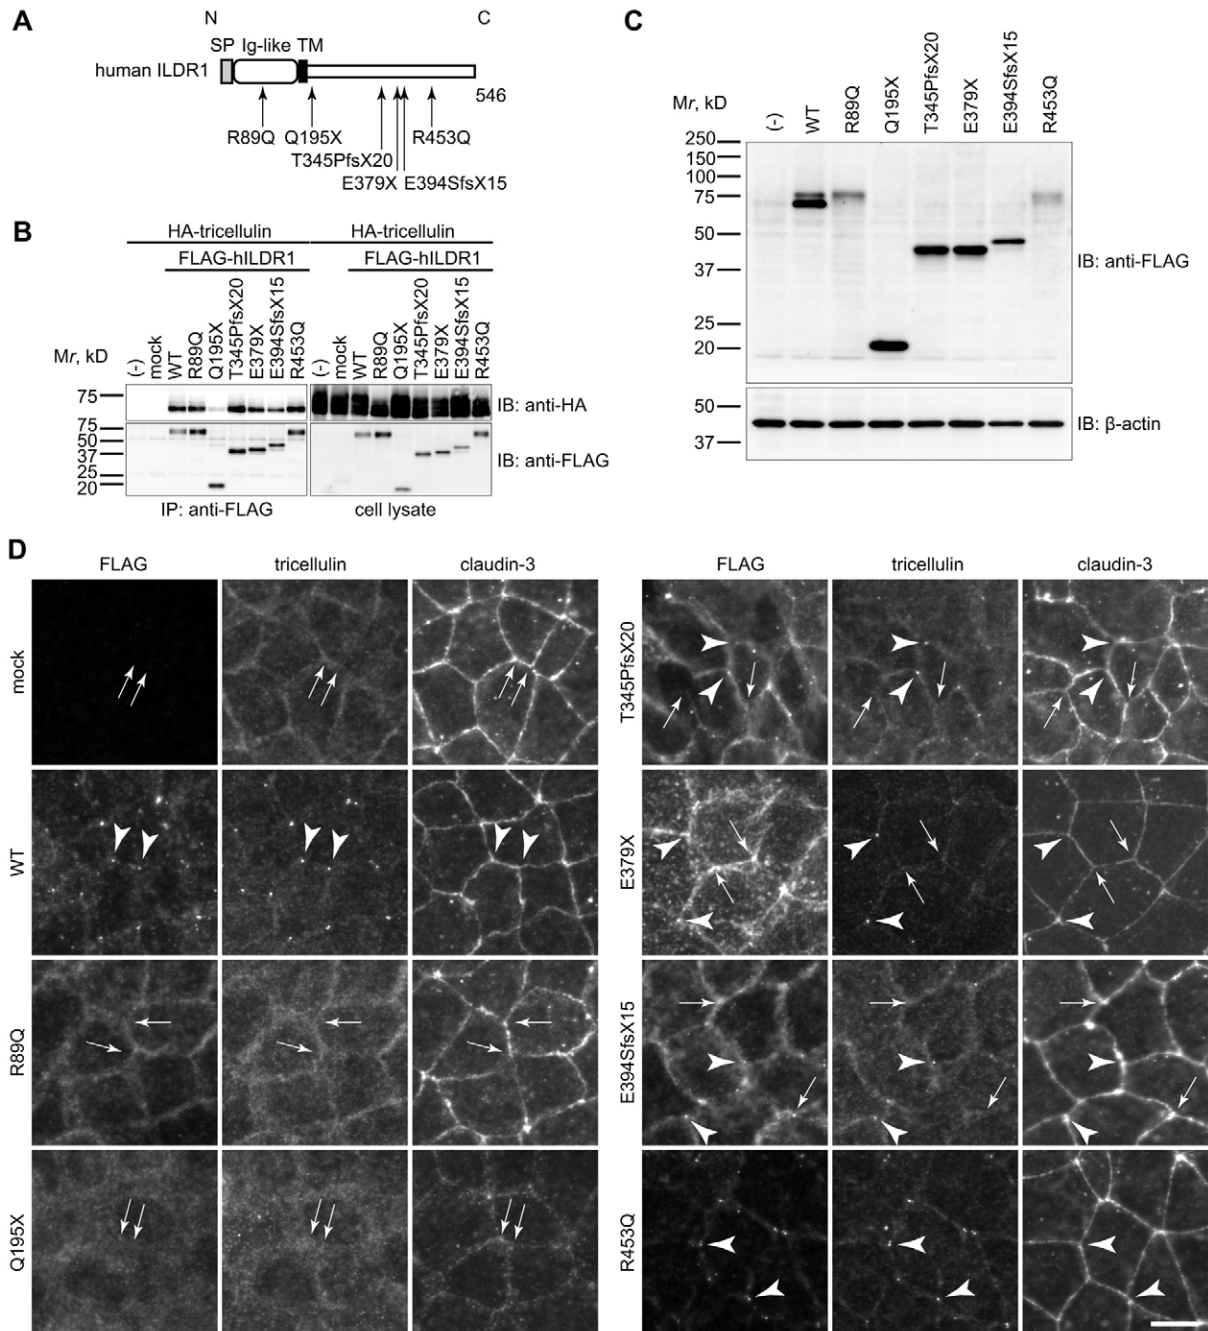 A
N
C
SP Ig-like TM
human ILDR1
546
R89Q
Q195X
R453Q
T345PfsX20
E379X
E394SfsX15
B
HA-tricellulin
HA-tricellulin
FLAG-hILDR1
FLAG-hILDR1
Mr, kD
(-)
mock
WT
R89Q
Q195X
T345PfsX20
E379X
E394SfsX15
R453Q
(-)
mock
WT
R89Q
Q195X
T345PfsX20
E379X
E394SfsX15
R453Q
75
IB: anti-HA
75
50
37
25
20
IB: anti-FLAG
IP: anti-FLAG
cell lysate
C
Mr, kD
(-)
WT
R89Q
Q195X
T345PfsX20
E379X
E394SfsX15
R453Q
250
150
100
75
50
37
25
20
IB: anti-FLAG
50
37
IB: β-actin
D
FLAG
tricellulin
claudin-3
mock
WT
R89Q
Q195X
FLAG
tricellulin
claudin-3
T345PfsX20
E379X
E394SfsX15
R453Q